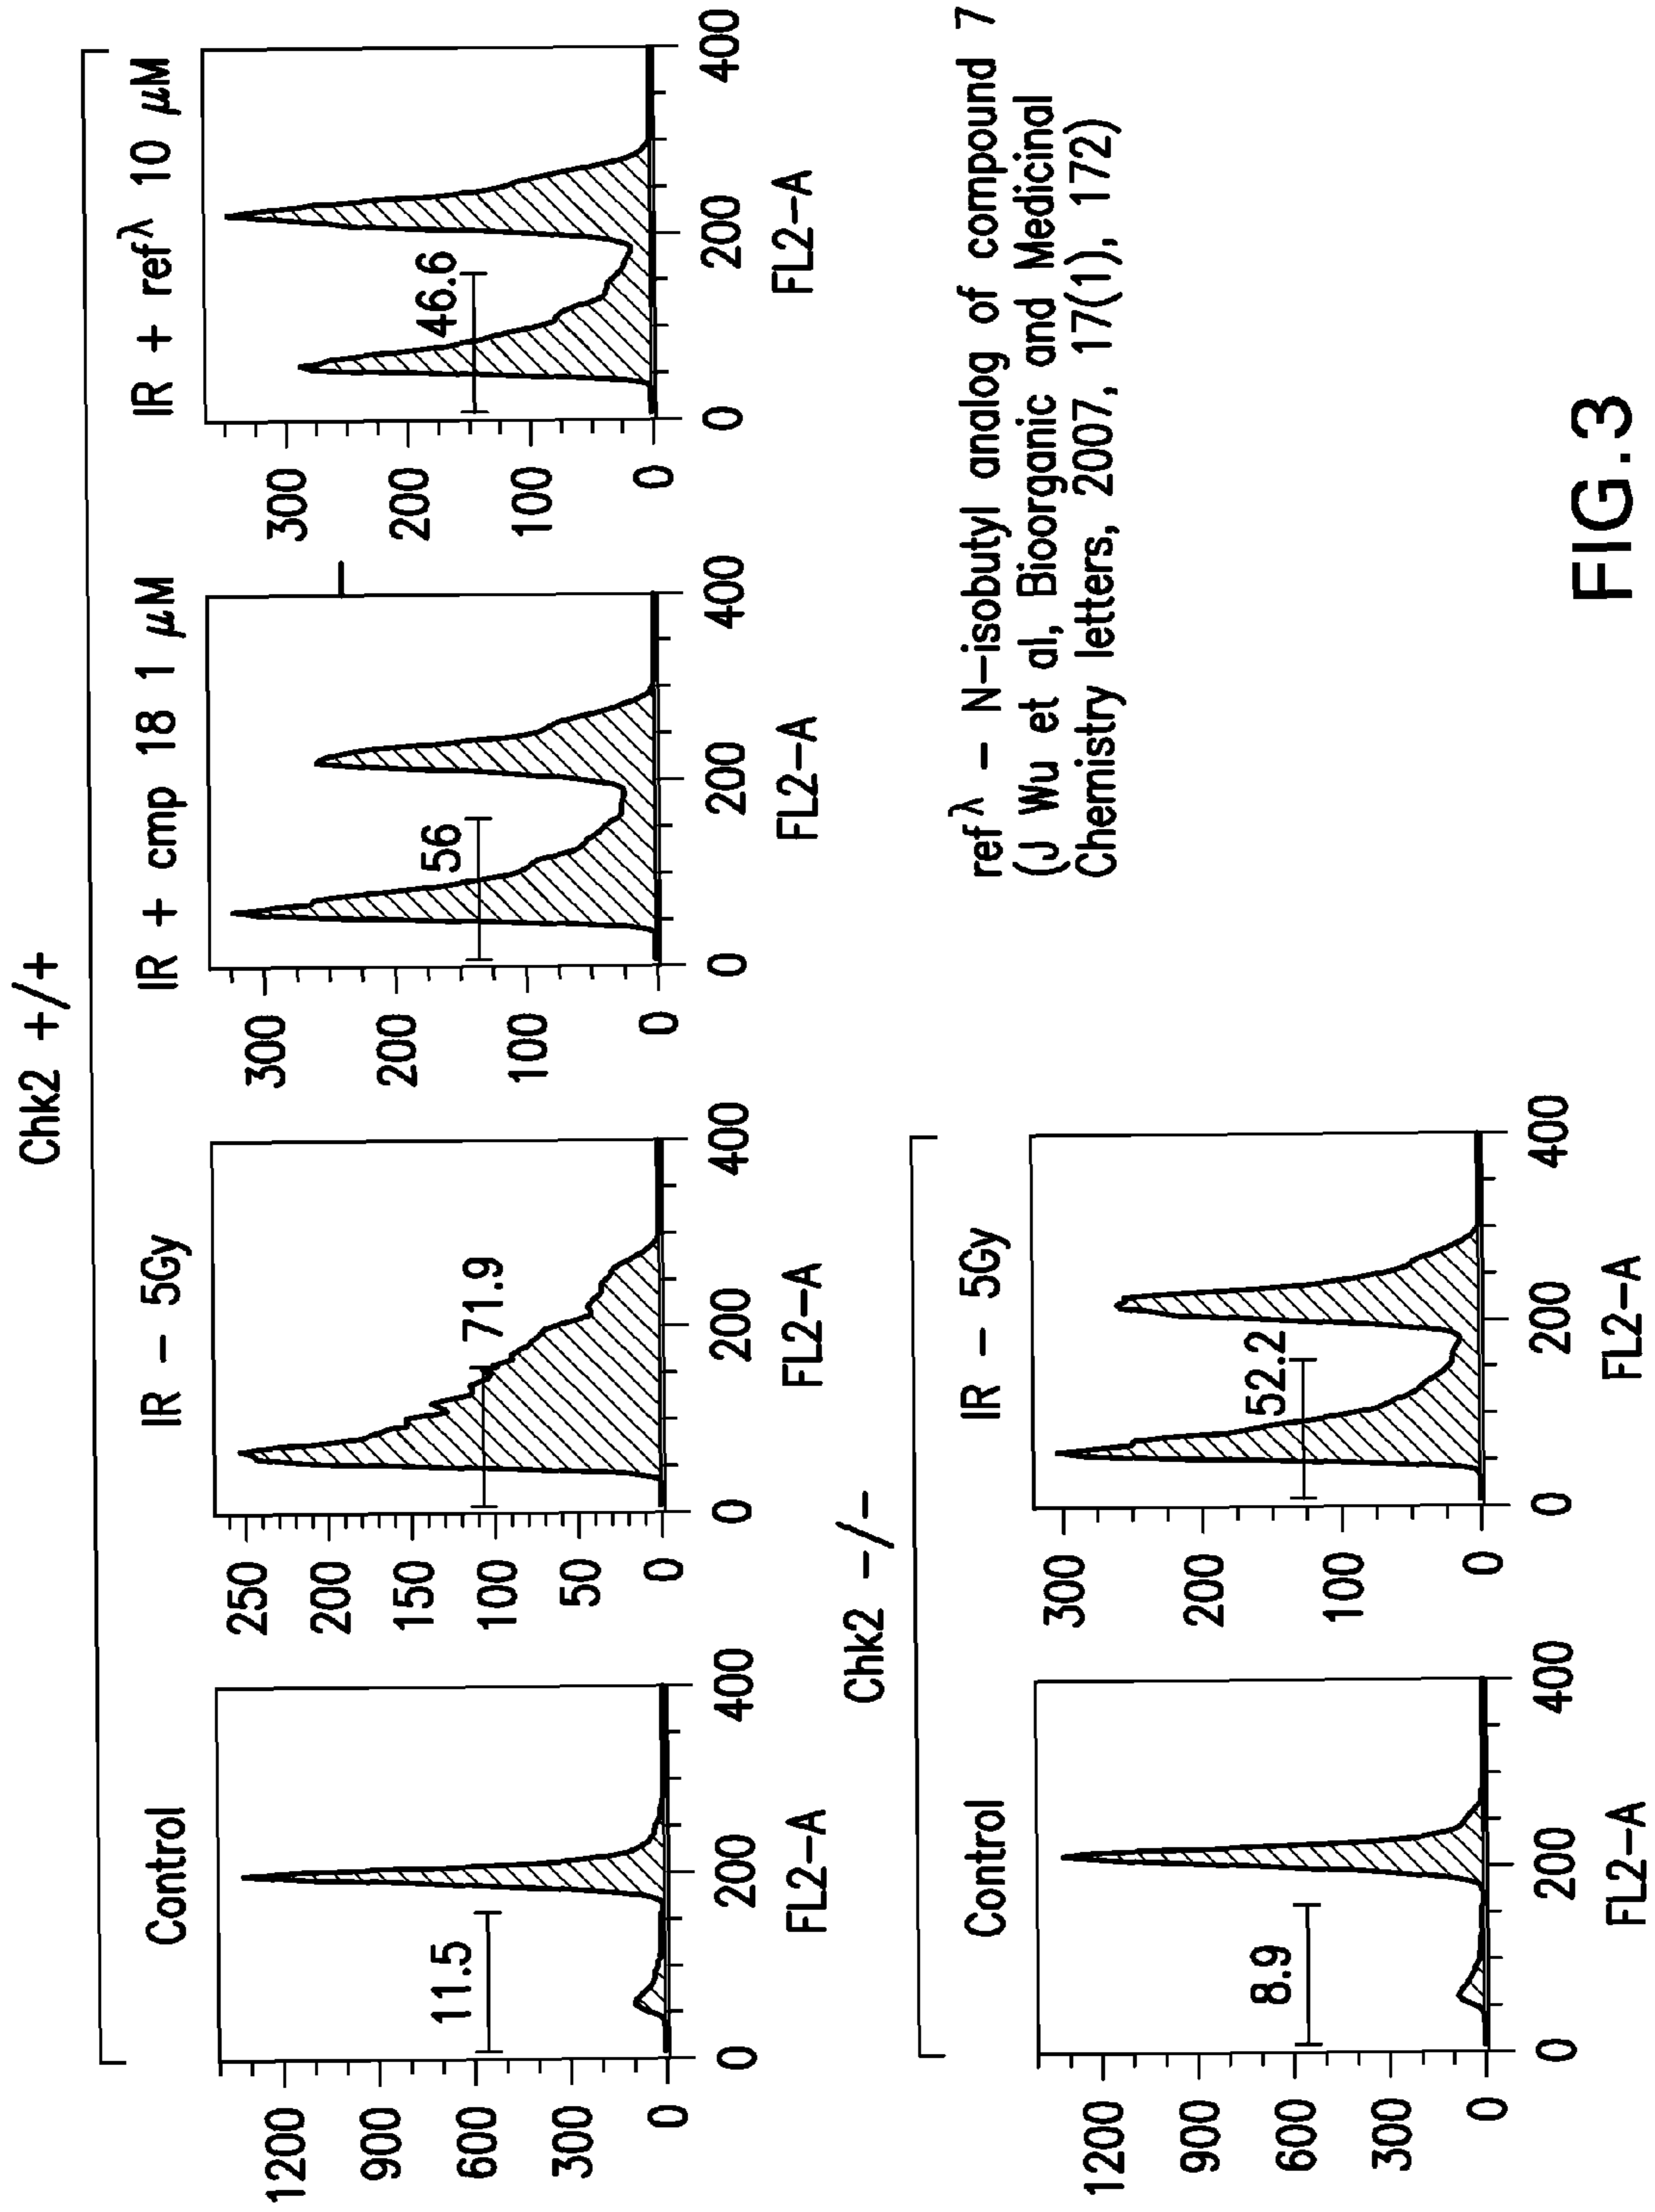 Chk2 +/+
Control
1200
900
600
300
0
11.5
0
200
400
FL2-A
IR - 5Gy
250
200
150
100
50
0
71.9
0
200
400
FL2-A
IR + cmp 18 1 μM
300
200
100
0
56
0
200
400
FL2-A
IR + ref^λ 10 μM
300
200
100
0
46.6
0
200
400
FL2-A
Chk2 -/-
Control
1200
900
600
300
0
8.9
0
200
400
FL2-A
IR - 5Gy
300
200
100
0
52.2
0
200
400
FL2-A
ref^λ - N-isobutyl analog of compound 7
(J Wu et al, Bioorganic and Medicinal
Chemistry letters, 2007, 17(1), 172)
FIG.3